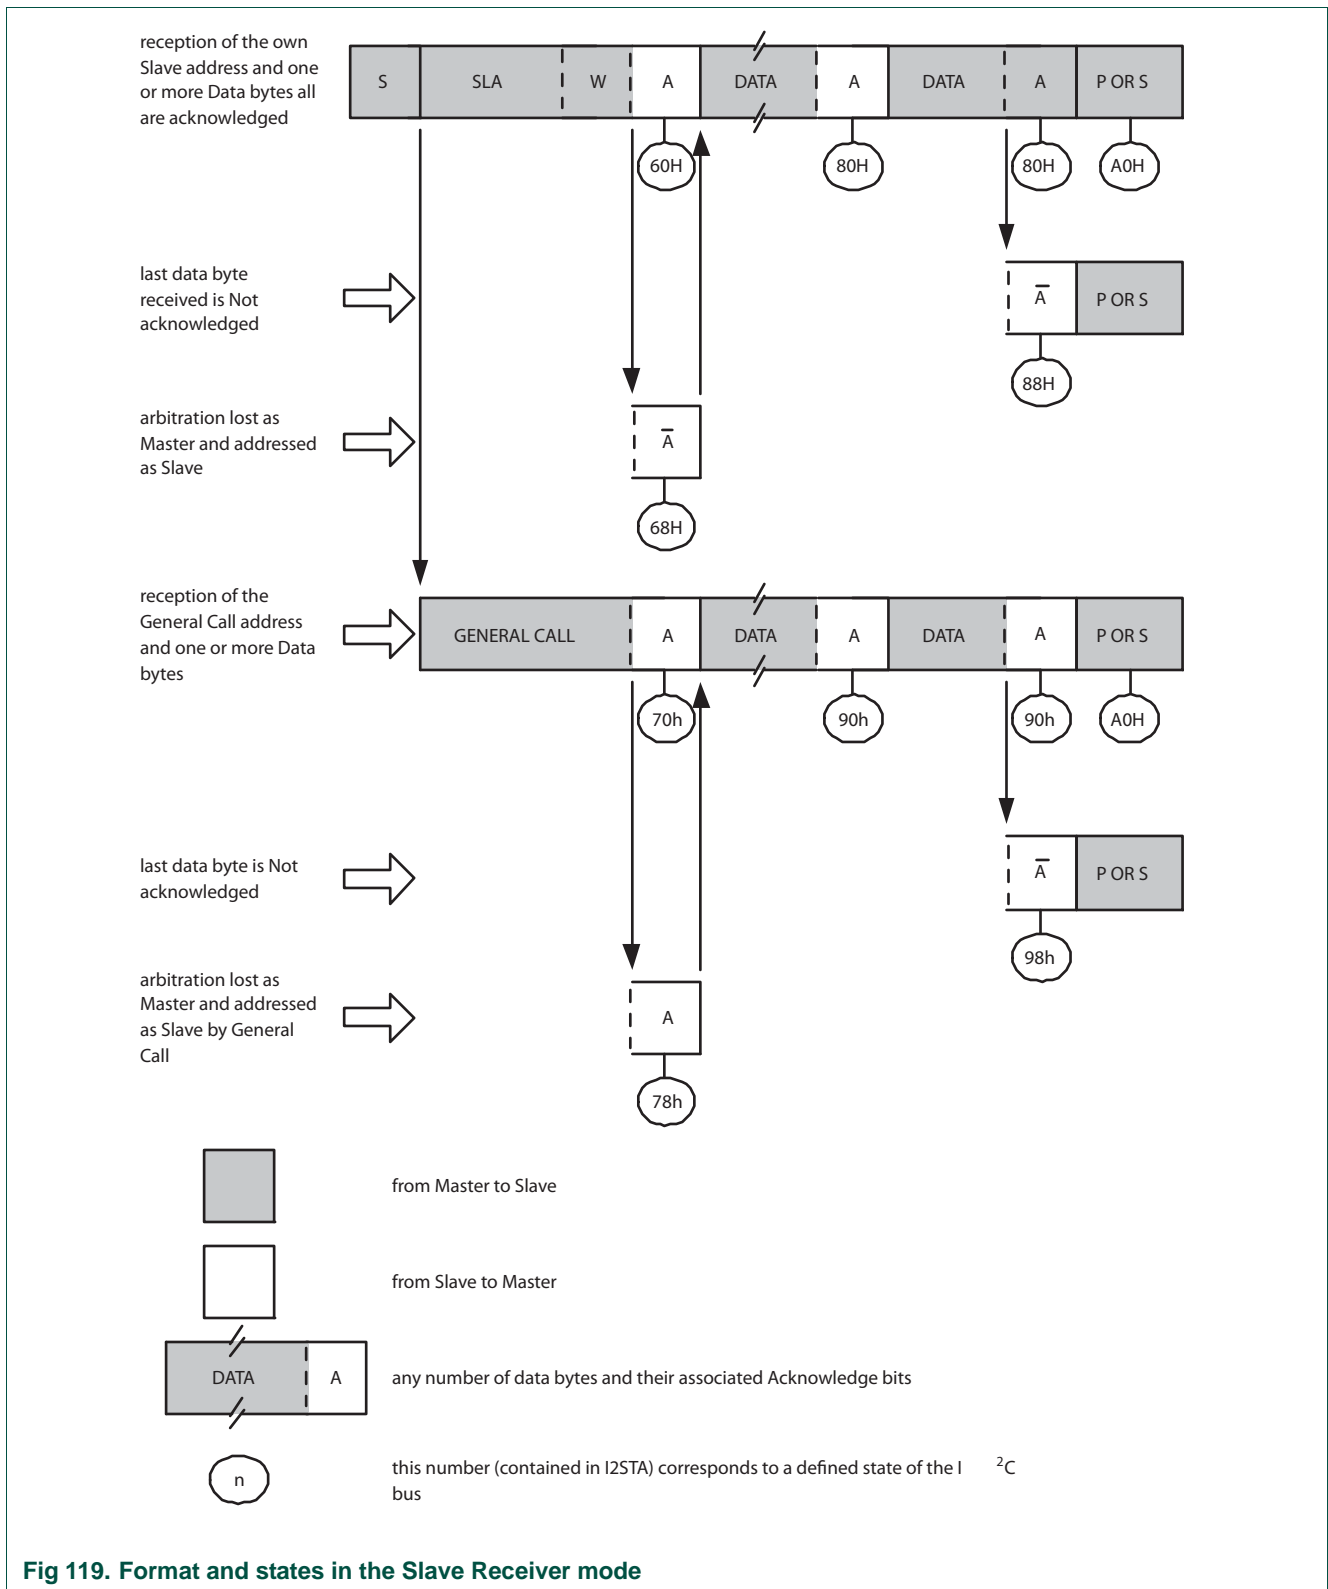 reception of the own
Slave address and one
or more Data bytes all
are acknowledged
S SLA W A DATA A DATA A P OR S
60H 80H 80H A0H
last data byte
received is Not
acknowledged
A̅ P OR S
88H
arbitration lost as
Master and addressed
as Slave
A̅
68H
reception of the
General Call address
and one or more Data
bytes
GENERAL CALL A DATA A DATA A P OR S
70h 90h 90h A0H
last data byte is Not
acknowledged
A̅ P OR S
98h
arbitration lost as
Master and addressed
as Slave by General
Call
A
78h
from Master to Slave
from Slave to Master
DATA A any number of data bytes and their associated Acknowledge bits
n this number (contained in I2STA) corresponds to a defined state of the I ²C
bus
Fig 119. Format and states in the Slave Receiver mode